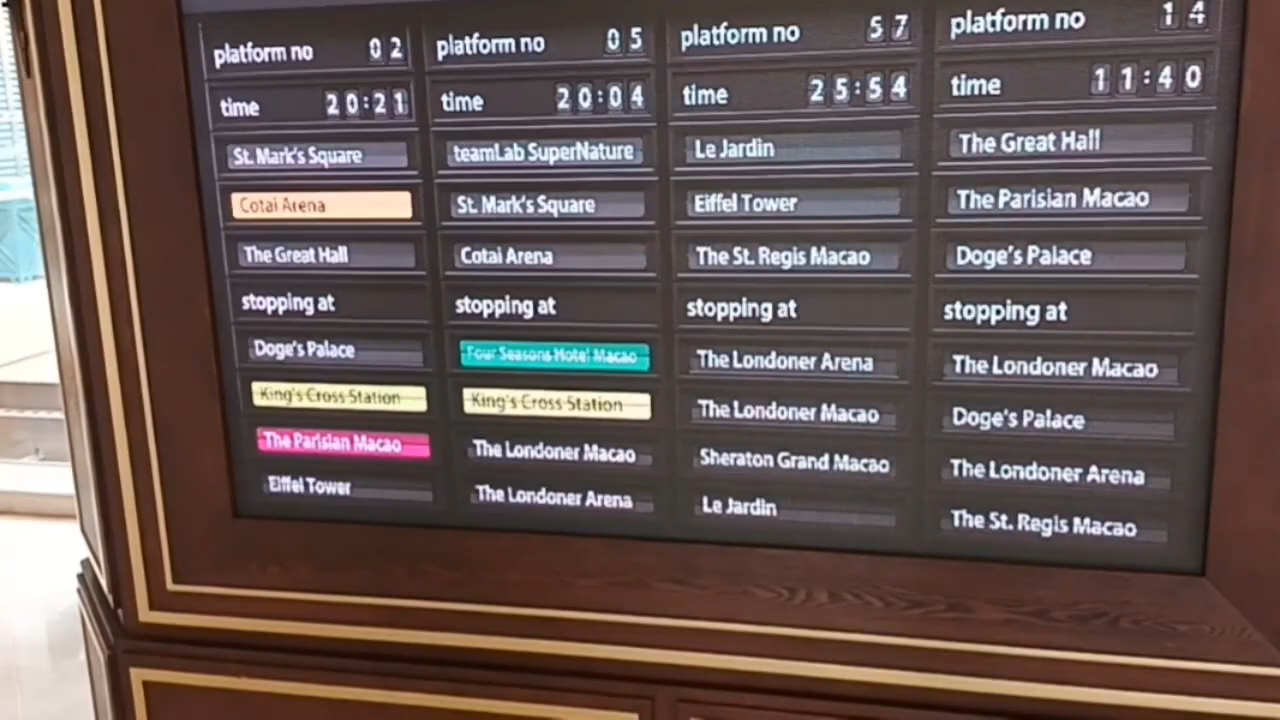 platform no 02
time 20:21
St. Mark's Square
Cotai Arena
The Great Hall
stopping at
Doge's Palace
King's Cross Station
The Parisian Macao
Eiffel Tower
platform no 05
time 20:04
teamLab SuperNature
St. Mark's Square
Cotai Arena
stopping at
Four Seasons Hotel Macao
King's Cross Station
The Londoner Macao
The Londoner Arena
platform no 57
time 25:54
Le Jardin
Eiffel Tower
The St. Regis Macao
stopping at
The Londoner Arena
The Londoner Macao
Sheraton Grand Macao
Le Jardin
platform no 14
time 11:40
The Great Hall
The Parisian Macao
Doge's Palace
stopping at
The Londoner Macao
Doge's Palace
The Londoner Arena
The St. Regis Macao